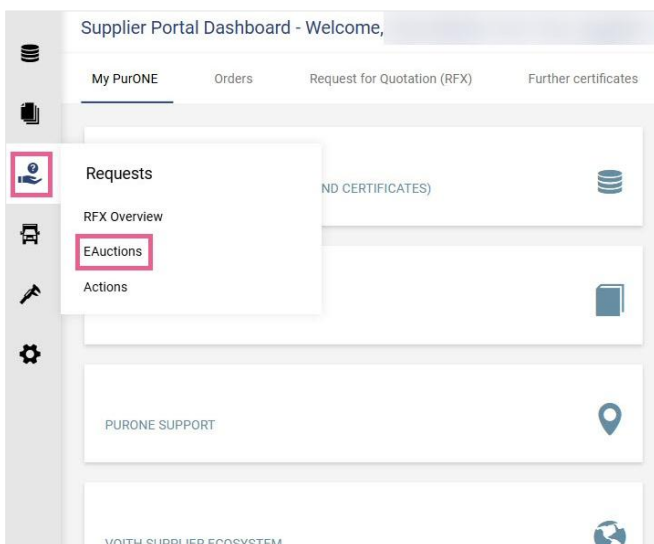 Supplier Portal Dashboard - Welcome,
My PurONE Orders Request for Quotation (RFX) Further certificates
Requests
ND CERTIFICATES)
RFX Overview
EAuctions
Actions
PURONE SUPPORT
VOITH SUPPLIER ECOSYSTEM